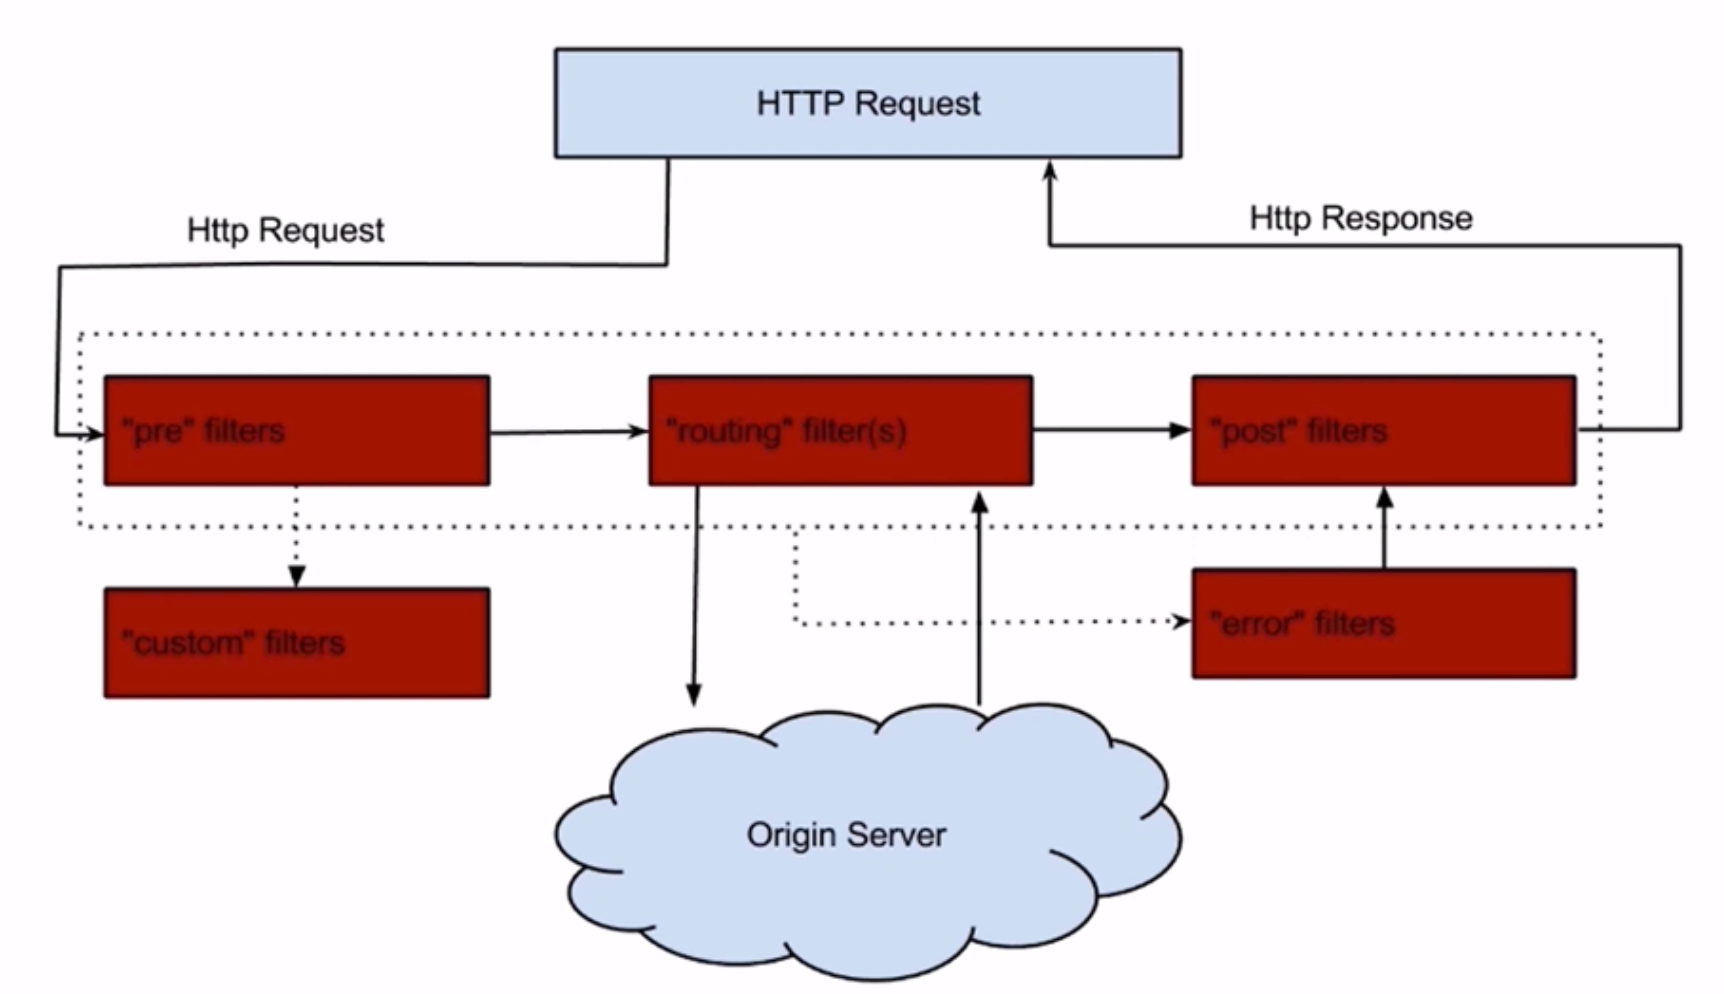 HTTP Request
Http Request
Http Response
"pre" filters
"routing" filter(s)
"post" filters
"custom" filters
"error" filters
Origin Server